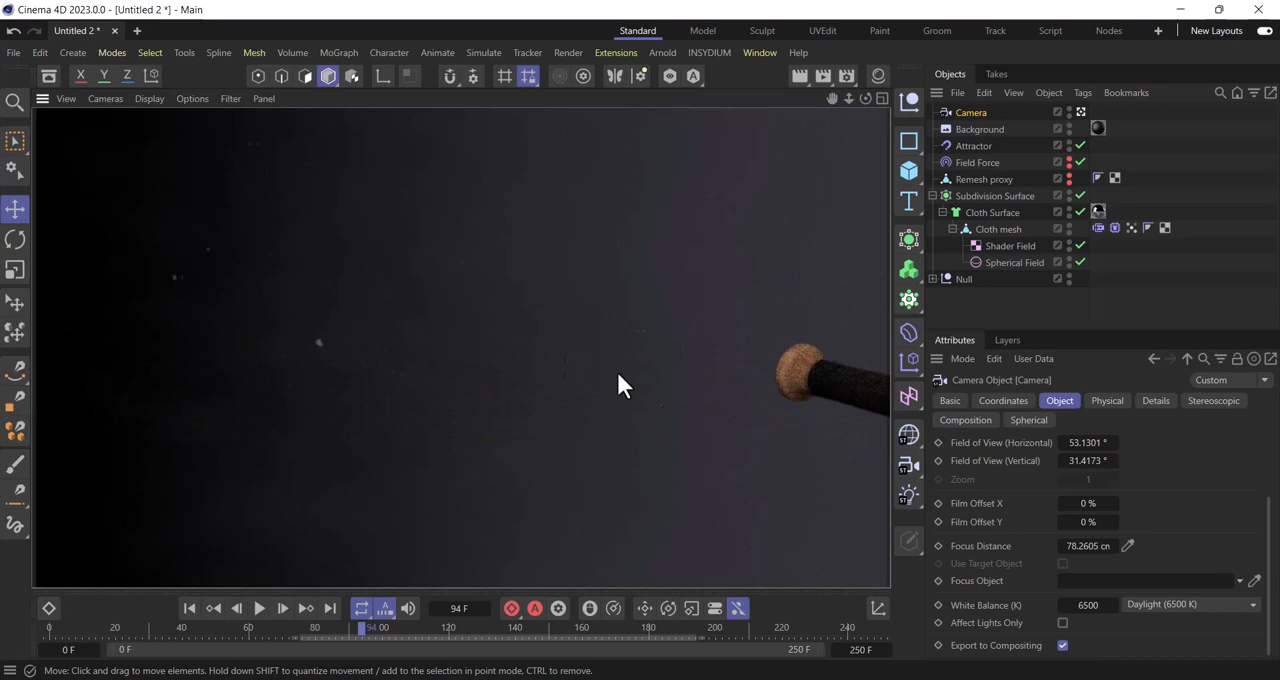 Cinema 4D 2023.0.0 - [Untitled 2 *] - Main
Untitled 2 *
Standard Model Sculpt UVEdit Paint Groom Track Script Nodes New Layouts
File Edit Create Modes Select Tools Spline Mesh Volume MoGraph Character Animate Simulate Tracker Render Extensions Arnold INSYDIUM Window Help
X Y Z
Objects Takes
View Cameras Display Options Filter Panel
File Edit View Object Tags Bookmarks
Camera
Background
Attractor
Field Force
Remesh proxy
Subdivision Surface
Cloth Surface
Cloth mesh
Shader Field
Spherical Field
Null
Attributes Layers
Mode Edit User Data
Camera Object [Camera] Custom
Basic Coordinates Object Physical Details Stereoscopic
Composition Spherical
Field of View (Horizontal) 53.1301 °
Field of View (Vertical) 31.4173 °
Zoom 1
Film Offset X 0 %
Film Offset Y 0 %
Focus Distance 78.2605 cm
Use Target Object
Focus Object
White Balance (K) 6500 Daylight (6500 K)
Affect Lights Only
Export to Compositing
94 F
0 20 40 60 80 94 00 120 140 160 180 200 220 240
0 F 0 F 250 F 250 F
Move: Click and drag to move elements. Hold down SHIFT to quantize movement / add to the selection in point mode, CTRL to remove.